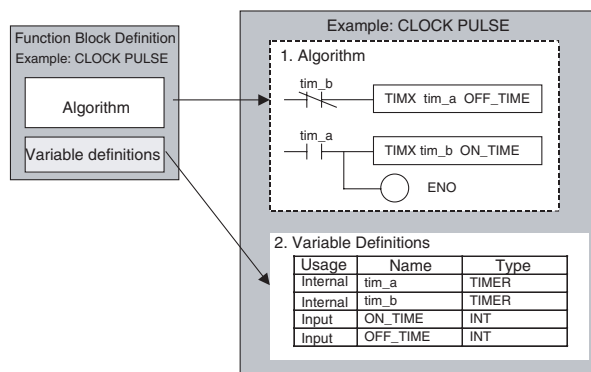 Function Block Definition
Example: CLOCK PULSE
Algorithm
Variable definitions
Example: CLOCK PULSE
1. Algorithm
tim_b
TIMX tim_a OFF_TIME
tim_a
TIMX tim_b ON_TIME
ENO
2. Variable Definitions
Usage Name Type
Internal tim_a TIMER
Internal tim_b TIMER
Input ON_TIME INT
Input OFF_TIME INT